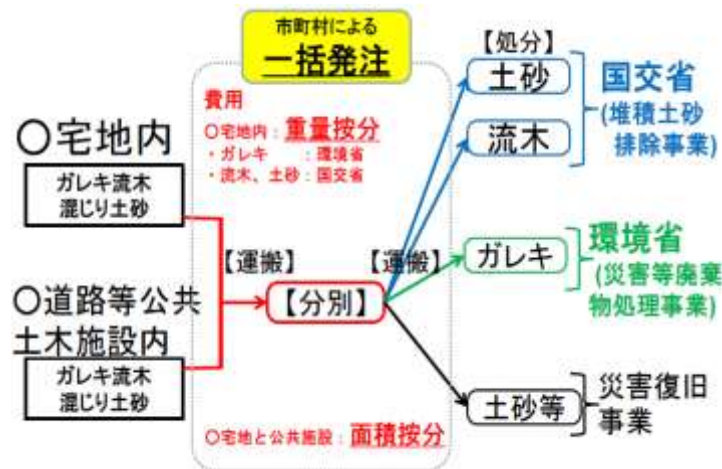 市町村による
一括発注
費用
〇宅地内：重量按分
・ガレキ　　：環境省
・流木、土砂：国交省
〇宅地内
ガレキ流木
混じり土砂
〇道路等公共
土木施設内
ガレキ流木
混じり土砂
【運搬】
【分別】
【運搬】
〇宅地と公共施設：面積按分
【処分】
土砂
流木
国交省
(堆積土砂
排除事業)
ガレキ
環境省
(災害等廃棄
物処理事業)
土砂等
災害復旧
事業